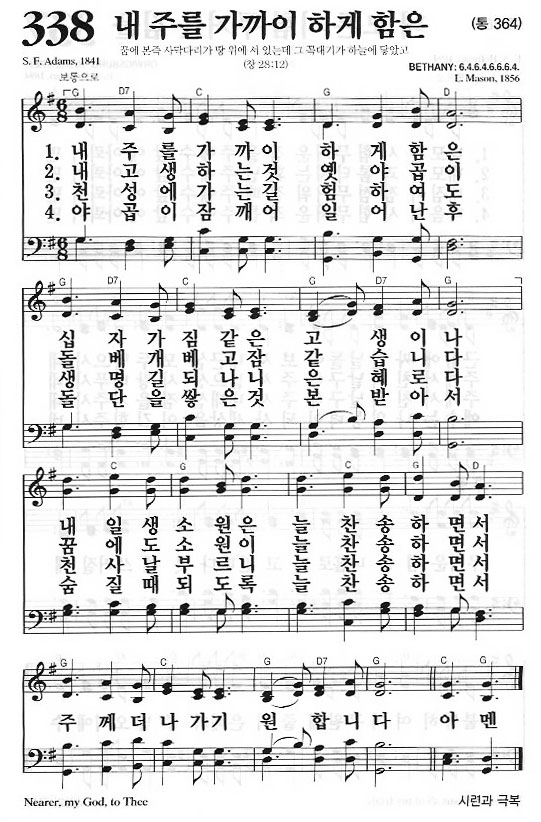 338 내 주를 가까이 하게 함은 (통 364)
꿈에 본즉 사닥다리가 땅 위에 서 있는데 그 꼭대기가 하늘에 닿았고
(창 28:12)
S. F. Adams, 1841
BETHANY: 6.4.6.4.6.6.6.4.
보통으로
L. Mason, 1856
G D7 G C G D
6 8
1. 내 주 를 가 까 이 하 게 함 은
2. 내 고 생 하 는 것 옛 야 곱 이
3. 천 성 에 가 는 길 험 하 여 도
4. 야 곱 이 잠 깨 어 일 어 난 후
6 8
G D7 G C G D7 G
십 자 가 짐 같 은 고 생 이 나
돌 베 개 베 고 잠 같 습 니 다
생 명 길 되 나 니 은 혜 로 다
돌 단 을 쌓 은 것 본 받 아 서
G C G C G D
내 일 생 소 원 은 늘 찬 송 하 면 서
꿈 에 도 소 원 이 늘 찬 송 하 면 서
천 사 날 부 르 니 늘 찬 송 하 면 서
숨 질 때 되 도 록 늘 찬 송 하 면 서
G D7 G C G D7 G C G
주 께 더 나 가 기 원 합 니 다 아 멘
Nearer, my God, to Thee
시련과 극복